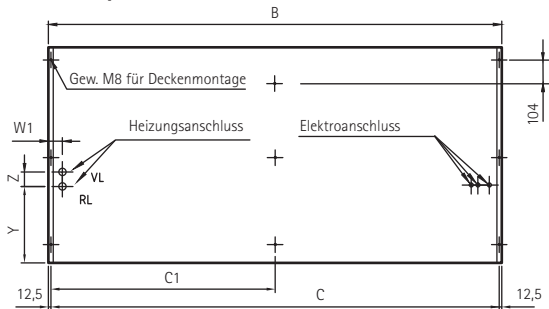 B
Gew. M8 für Deckenmontage
104
W1
Heizungsanschluss
Elektroanschluss
Z
VL
RL
Y
C1
12,5
C
12,5